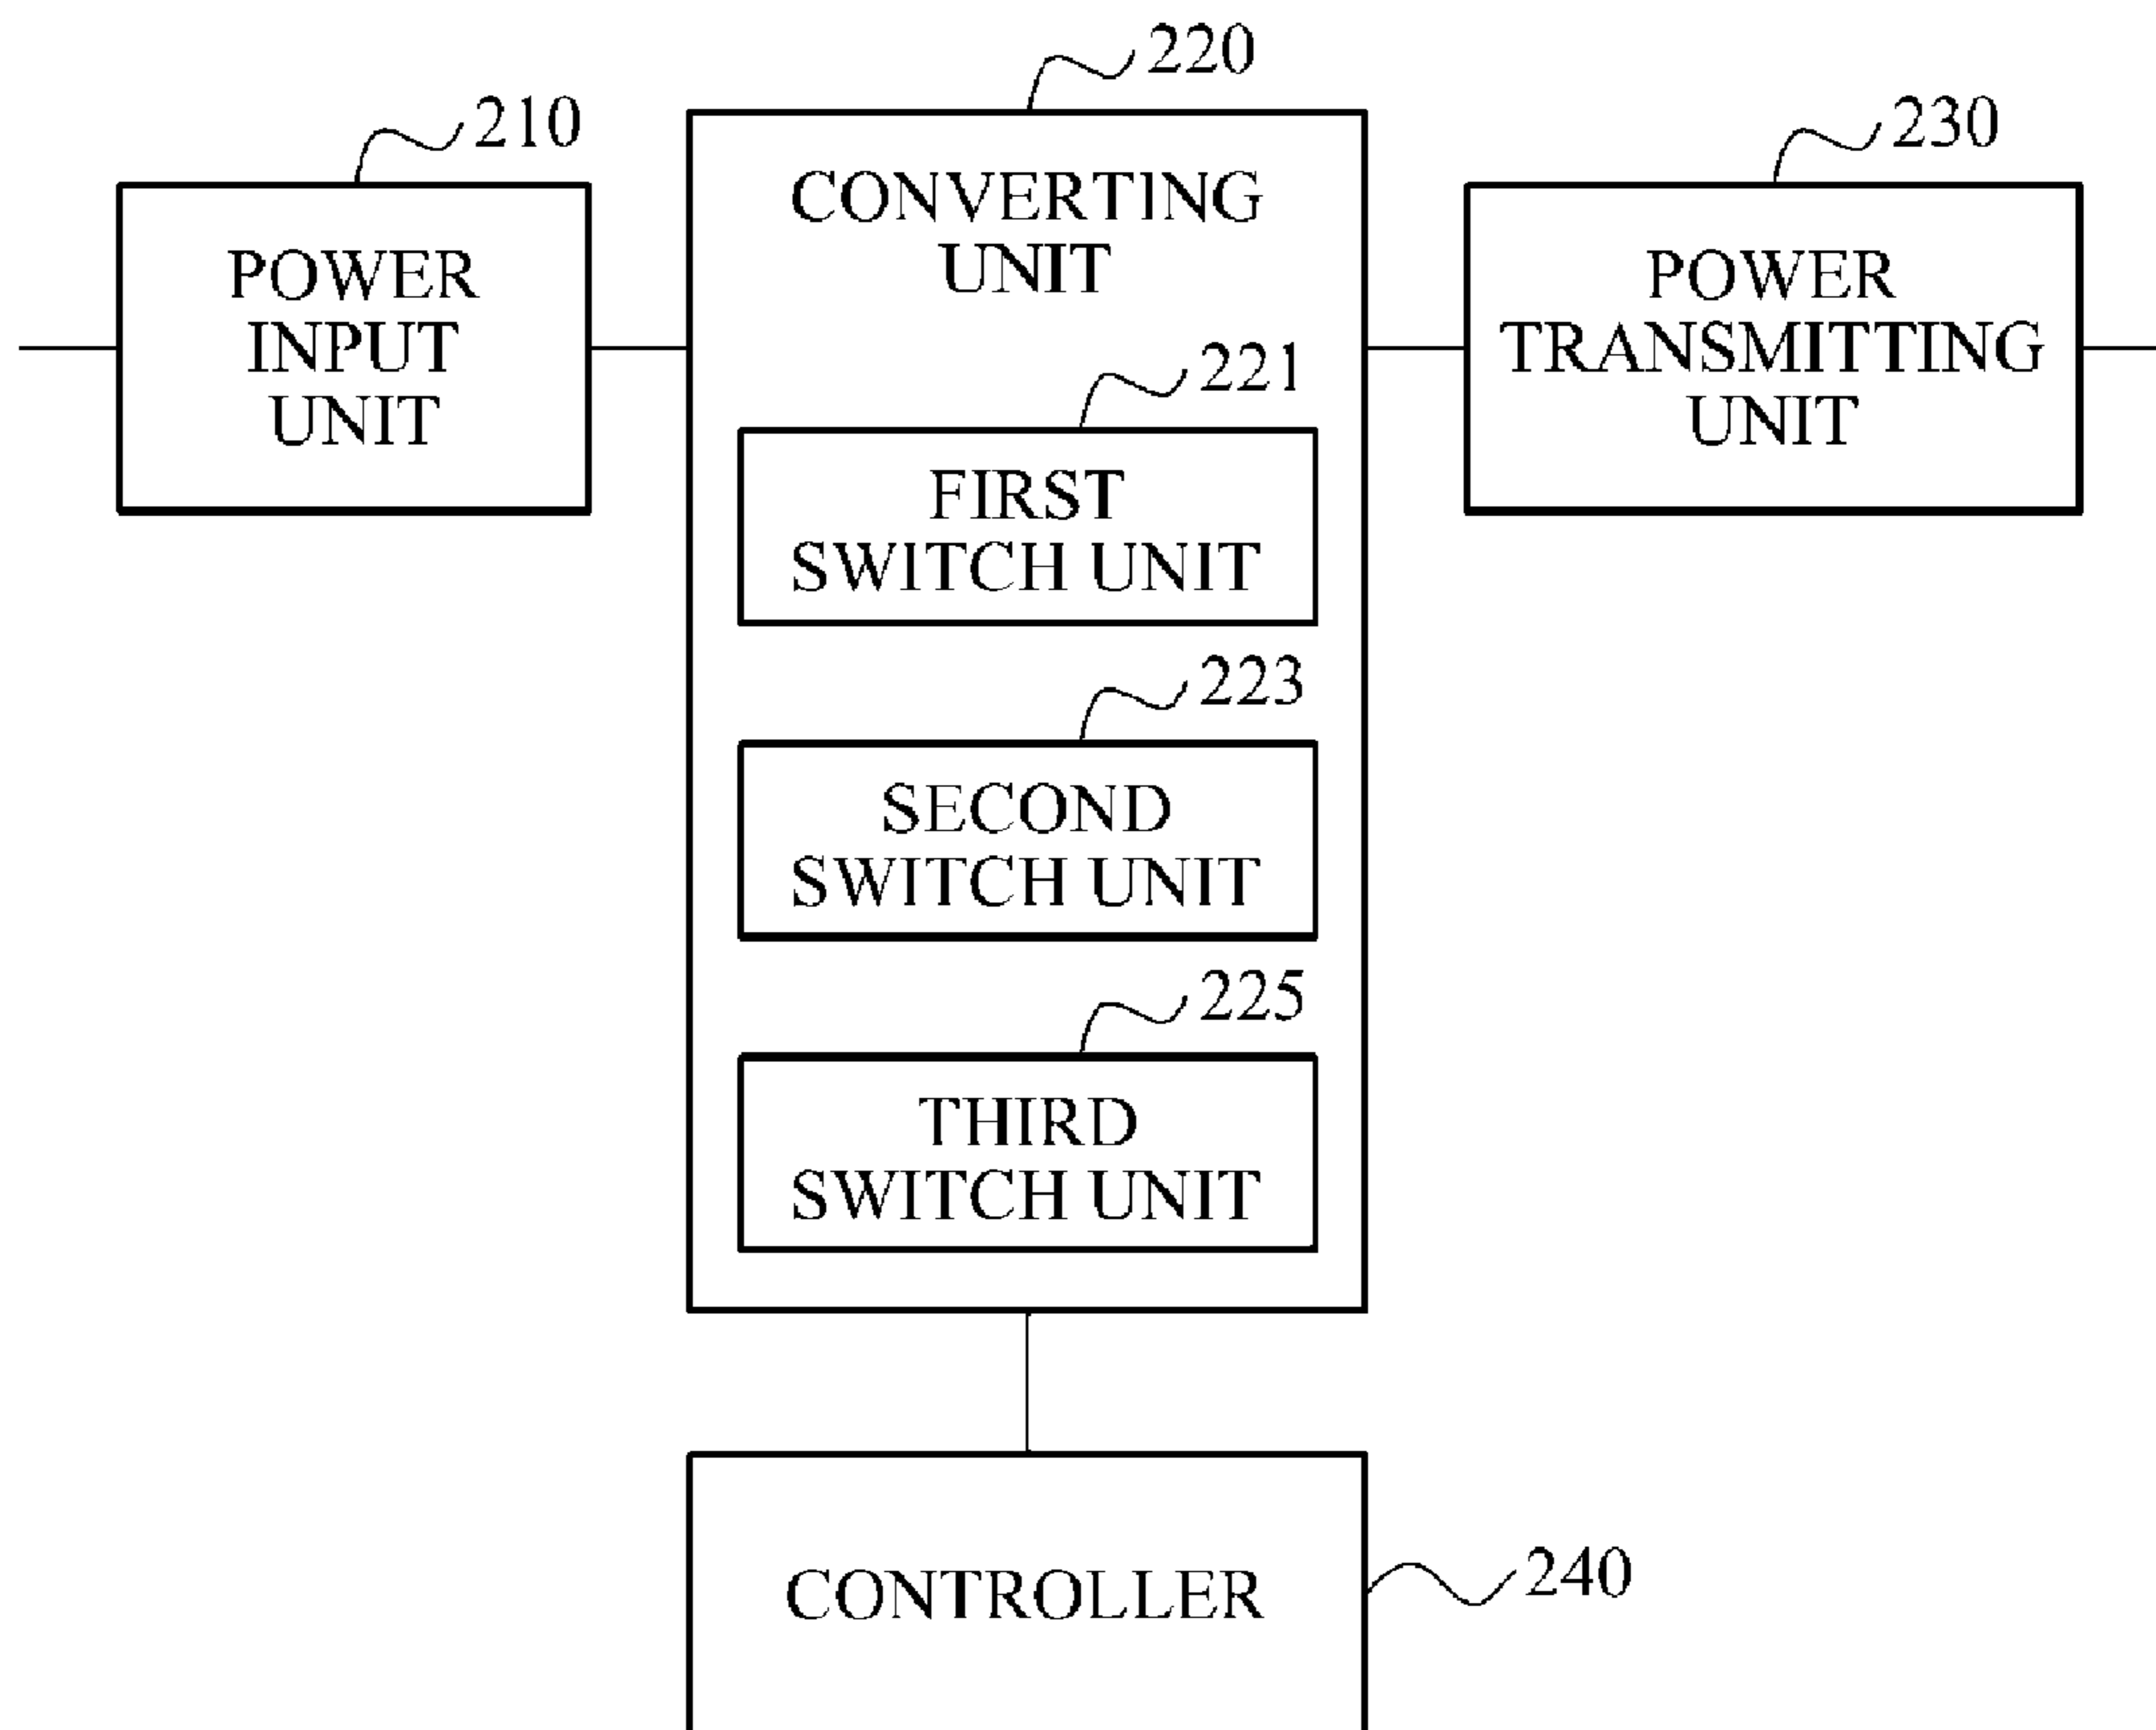 220
210
230
CONVERTING
UNIT
POWER
INPUT
UNIT
POWER
TRANSMITTING
UNIT
221
FIRST
SWITCH UNIT
223
SECOND
SWITCH UNIT
225
THIRD
SWITCH UNIT
CONTROLLER
240